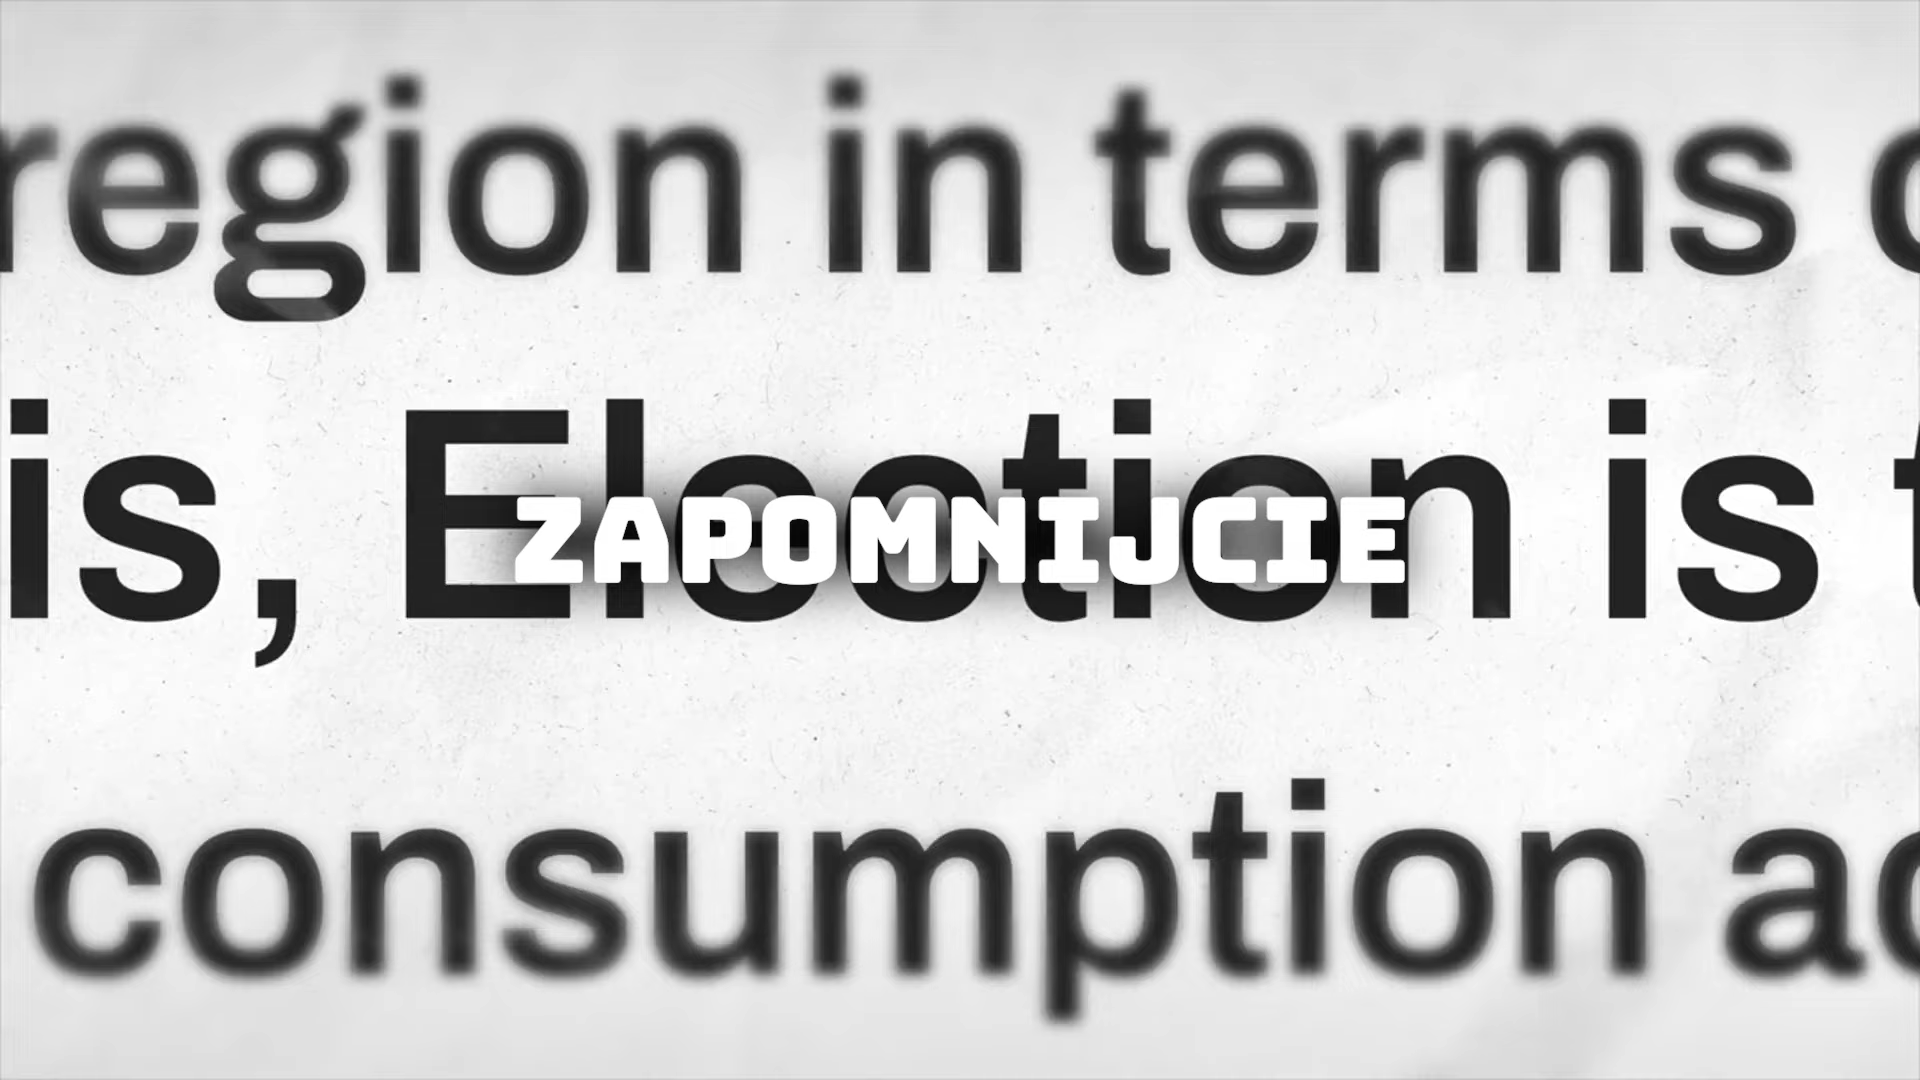 region in terms
is, Election is
ZAPOMNIJCIE
consumption